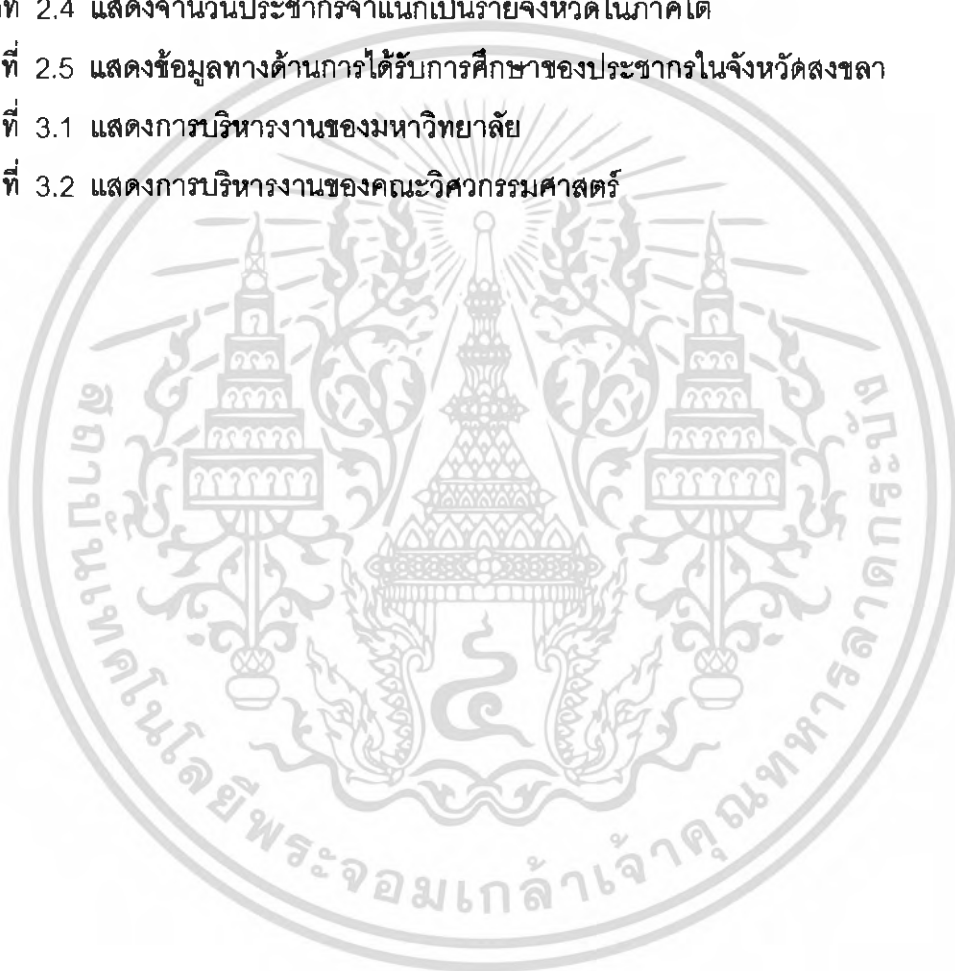 ที่ 2.4 แสดงจำนวนประชากรจำแนกเป็นรายจังหวัดในภาคใต้
ที่ 2.5 แสดงข้อมูลทางด้านการได้รับการศึกษาของประชากรในจังหวัดสงขลา
ที่ 3.1 แสดงการบริหารงานของมหาวิทยาลัย
ที่ 3.2 แสดงการบริหารงานของคณะวิศวกรรมศาสตร์
สถาบันเทคโนโลยีพระจอมเกล้าเจ้าคุณทหารลาดกระบัง